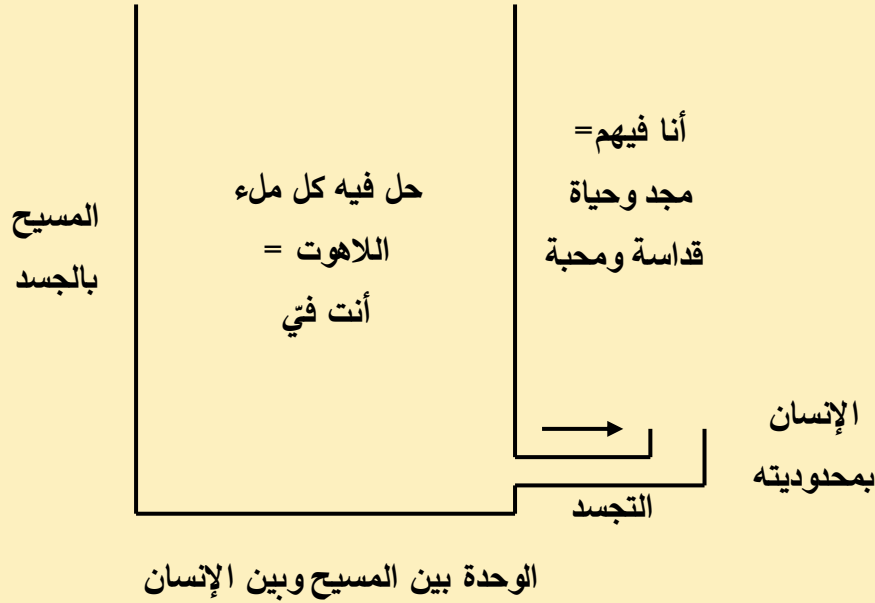 أنا فيهم=
مجد وحياة
قداسة ومحبة
حل فيه كل ملء
اللاهوت =
أنت فيّ
المسيح
بالجسد
الإنسان
بمحدوديته
التجسد
الوحدة بين المسيح وبين الإنسان